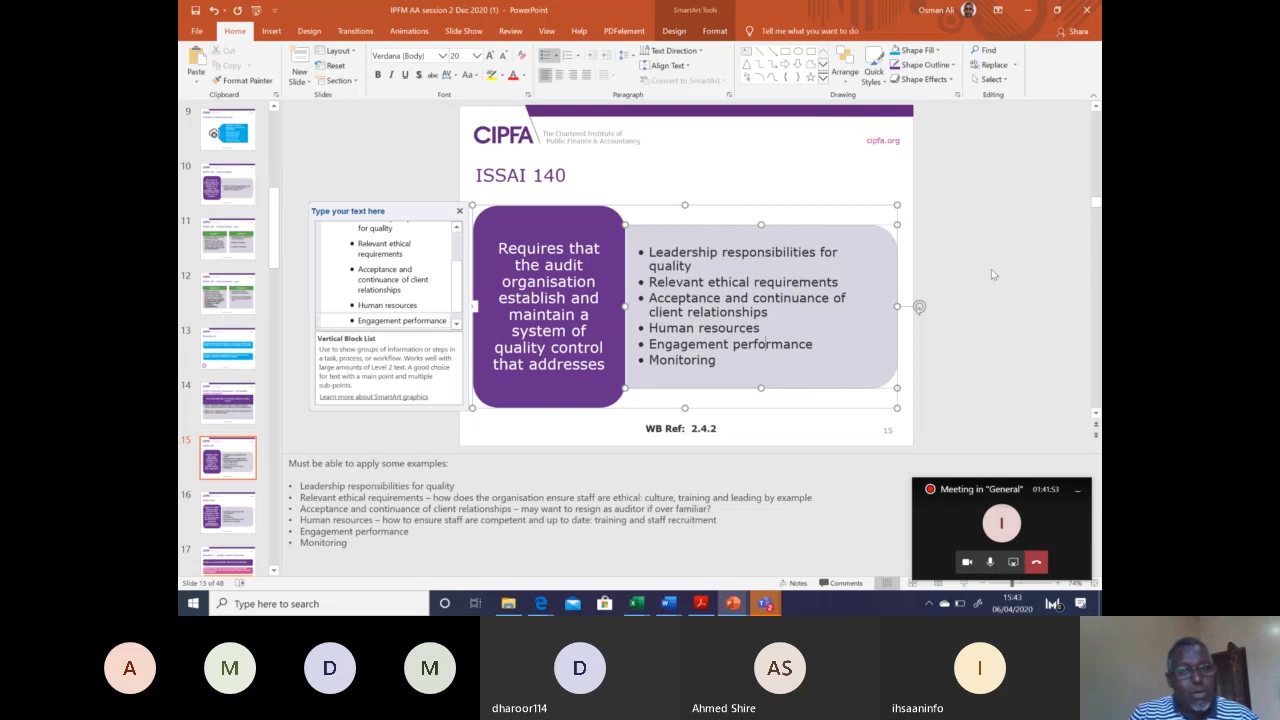 IPFM AA session 2 Dec 2020 (1) - PowerPoint
SmartArt Tools
Osman Ali
File
Home
Insert
Design
Transitions
Animations
Slide Show
Review
View
Help
PDFelement
Design
Format
Tell me what you want to do
Share
Paste
Cut
Copy
Format Painter
Clipboard
New
Slide
Layout
Reset
Section
Slides
Verdana (Body)
20
Font
Text Direction
Align Text
Convert to SmartArt
Paragraph
Arrange
Quick
Styles
Shape Fill
Shape Outline
Shape Effects
Drawing
Find
Replace
Select
Editing
9
10
11
12
13
14
15
16
17
CIPFA
The Chartered Institute of
Public Finance & Accountancy
cipfa.org
ISSAI 140
Type your text here
for quality
• Relevant ethical
requirements
• Acceptance and
continuance of client
relationships
• Human resources
• Engagement performance
Vertical Block List
Use to show groups of information or steps in
a task, process, or workflow. Works well with
large amounts of Level 2 text. A good choice
for text with a main point and multiple
sub-points.
Learn more about SmartArt graphics
Requires that
the audit
organisation
establish and
maintain a
system of
quality control
that addresses
• Leadership responsibilities for
quality
• Relevant ethical requirements
• Acceptance and continuance of
client relationships
• Human resources
• Engagement performance
• Monitoring
WB Ref: 2.4.2
15
Must be able to apply some examples:
• Leadership responsibilities for quality
• Relevant ethical requirements – how does the organisation ensure staff are ethical: culture, training and leading by example
• Acceptance and continuance of client relationships – may want to resign as auditor if over familiar?
• Human resources – how to ensure staff are competent and up to date: training and staff recruitment
• Engagement performance
• Monitoring
Meeting in "General"
01:41:53
I
Slide 15 of 48
Notes
Comments
74%
Type here to search
15:43
06/04/2020
A
M
D
M
D
AS
I
dharoor114
Ahmed Shire
ihsaaninfo